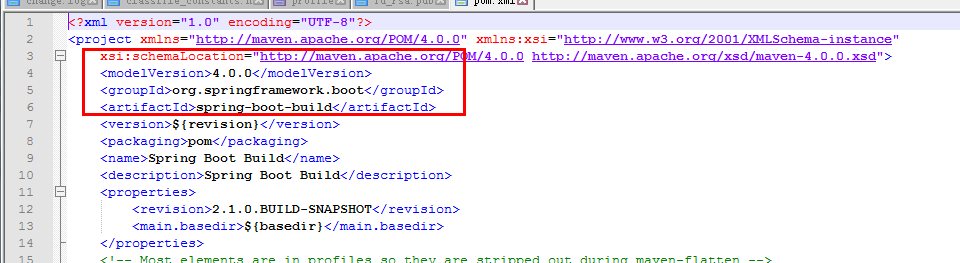 change.log classifie_constants.h profile id_rsa.pub pom.xml
1 <?xml version="1.0" encoding="UTF-8"?>
2 <project xmlns="http://maven.apache.org/POM/4.0.0" xmlns:xsi="http://www.w3.org/2001/XMLSchema-instance"
3 xsi:schemaLocation="http://maven.apache.org/POM/4.0.0 http://maven.apache.org/xsd/maven-4.0.0.xsd">
4 <modelVersion>4.0.0</modelVersion>
5 <groupId>org.springframework.boot</groupId>
6 <artifactId>spring-boot-build</artifactId>
7 <version>${revision}</version>
8 <packaging>pom</packaging>
9 <name>Spring Boot Build</name>
10 <description>Spring Boot Build</description>
11 <properties>
12 <revision>2.1.0.BUILD-SNAPSHOT</revision>
13 <main.basedir>${basedir}</main.basedir>
14 </properties>
15 <!-- Most elements are in profiles so they are stripped out during maven-flatten -->